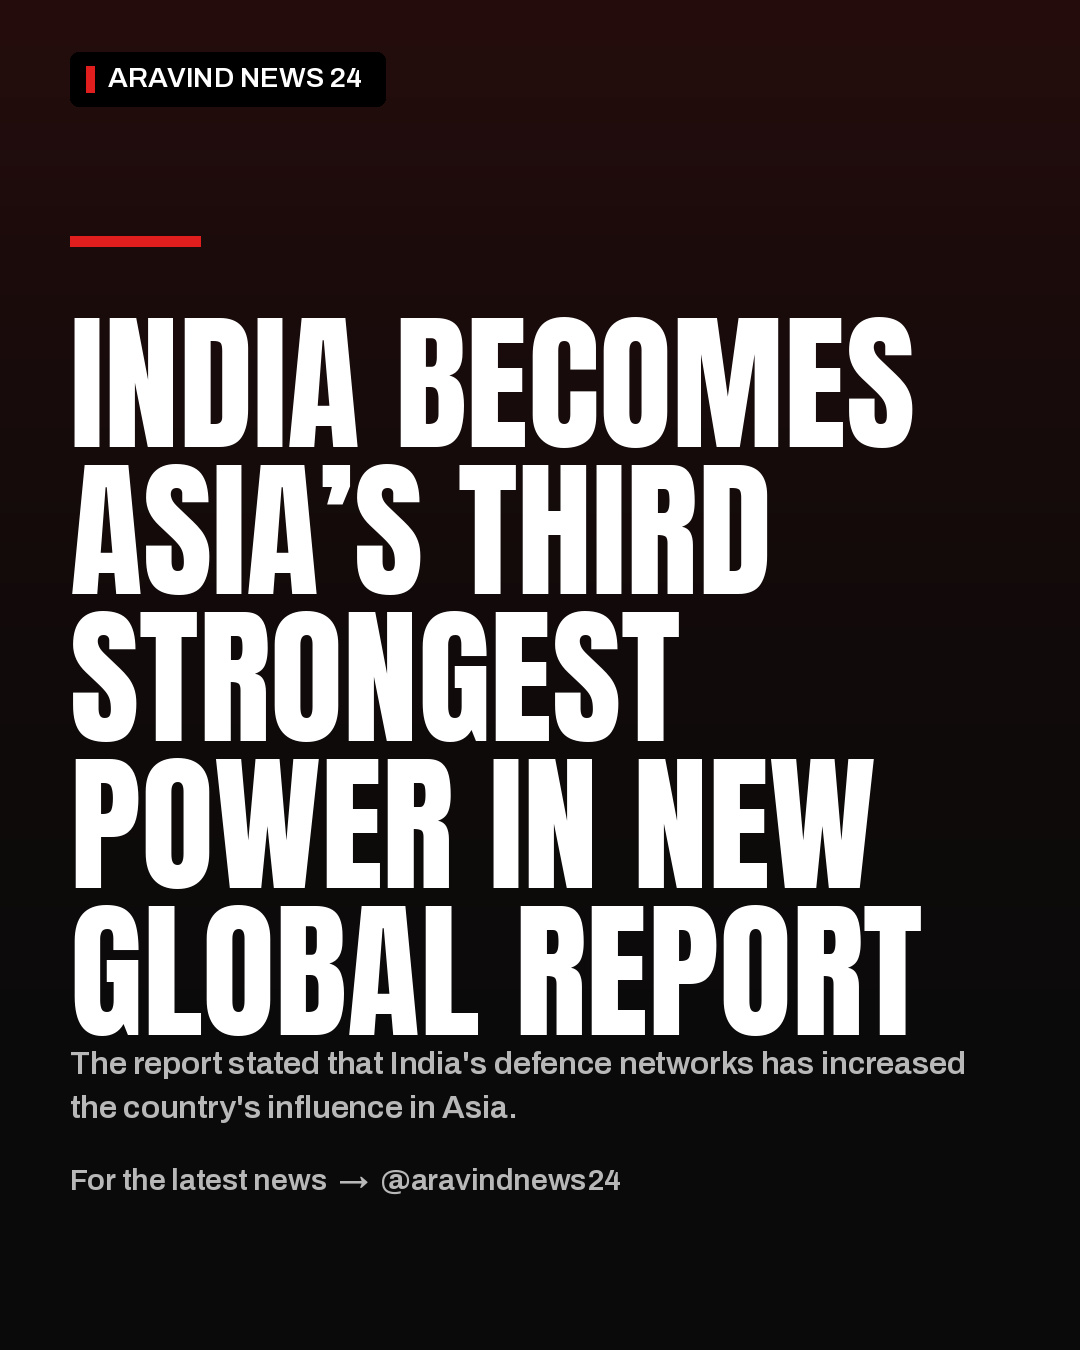 ARAVIND NEWS 24
INDIA BECOMES
ASIA’S THIRD
STRONGEST
POWER IN NEW
GLOBAL REPORT
The report stated that India's defence networks has increased
the country's influence in Asia.
For the latest news → @aravindnews24